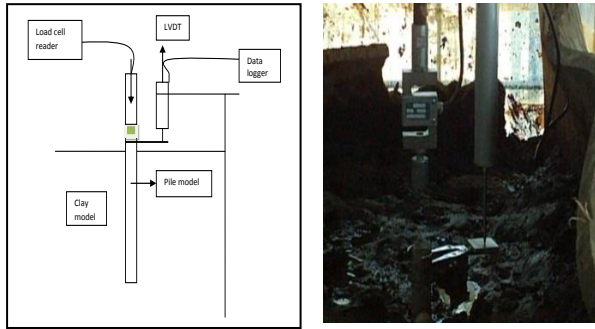 Load cell
reader
LVDT
Data
logger
Pile model
Clay
model